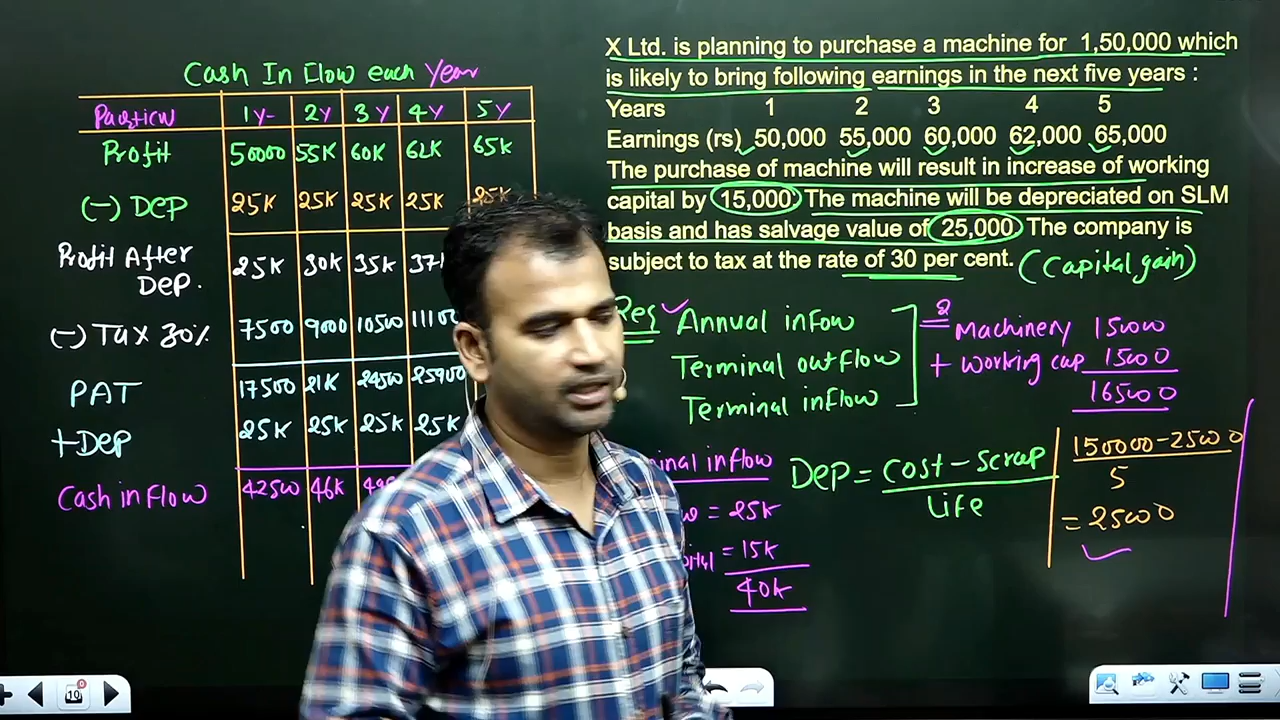 Cash In Flow each Year
Particu 1y- 2y 3y 4y 5y
Profit 50000 55K 60K 62K 65K
(-) DeP 25K 25K 25K 25K 25K
Profit After DeP. 25K 30K 35K 37
(-) Tax 30% 7500 9000 10500 11100
PAT 17500 21K 24500 25900
+DeP 25K 25K 25K 25K
Cash in Flow 42500 46K
X Ltd. is planning to purchase a machine for 1,50,000 which
is likely to bring following earnings in the next five years :
Years 1 2 3 4 5
Earnings (rs) 50,000 55,000 60,000 62,000 65,000
The purchase of machine will result in increase of working
capital by 15,000. The machine will be depreciated on SLM
basis and has salvage value of 25,000 The company is
subject to tax at the rate of 30 per cent. (Capital gain)
Req Annual inflow
Terminal outflow
Terminal inflow
Machinery 150000
+ working cap 15000
165000
minal inflow
= 25K
= 15K
40K
DeP = Cost - Scrap
Life
150000-25000
5
= 25000
10